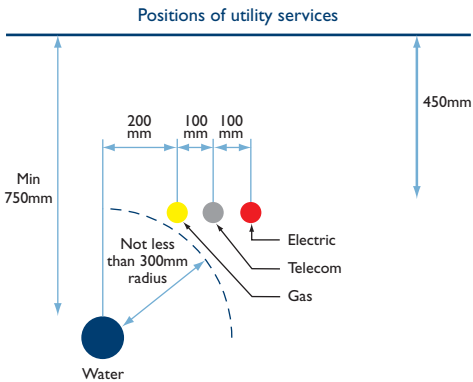 Positions of utility services
450mm
200
mm
100
mm
100
mm
Min
750mm
Not less
than 300mm
radius
Electric
Telecom
Gas
Water